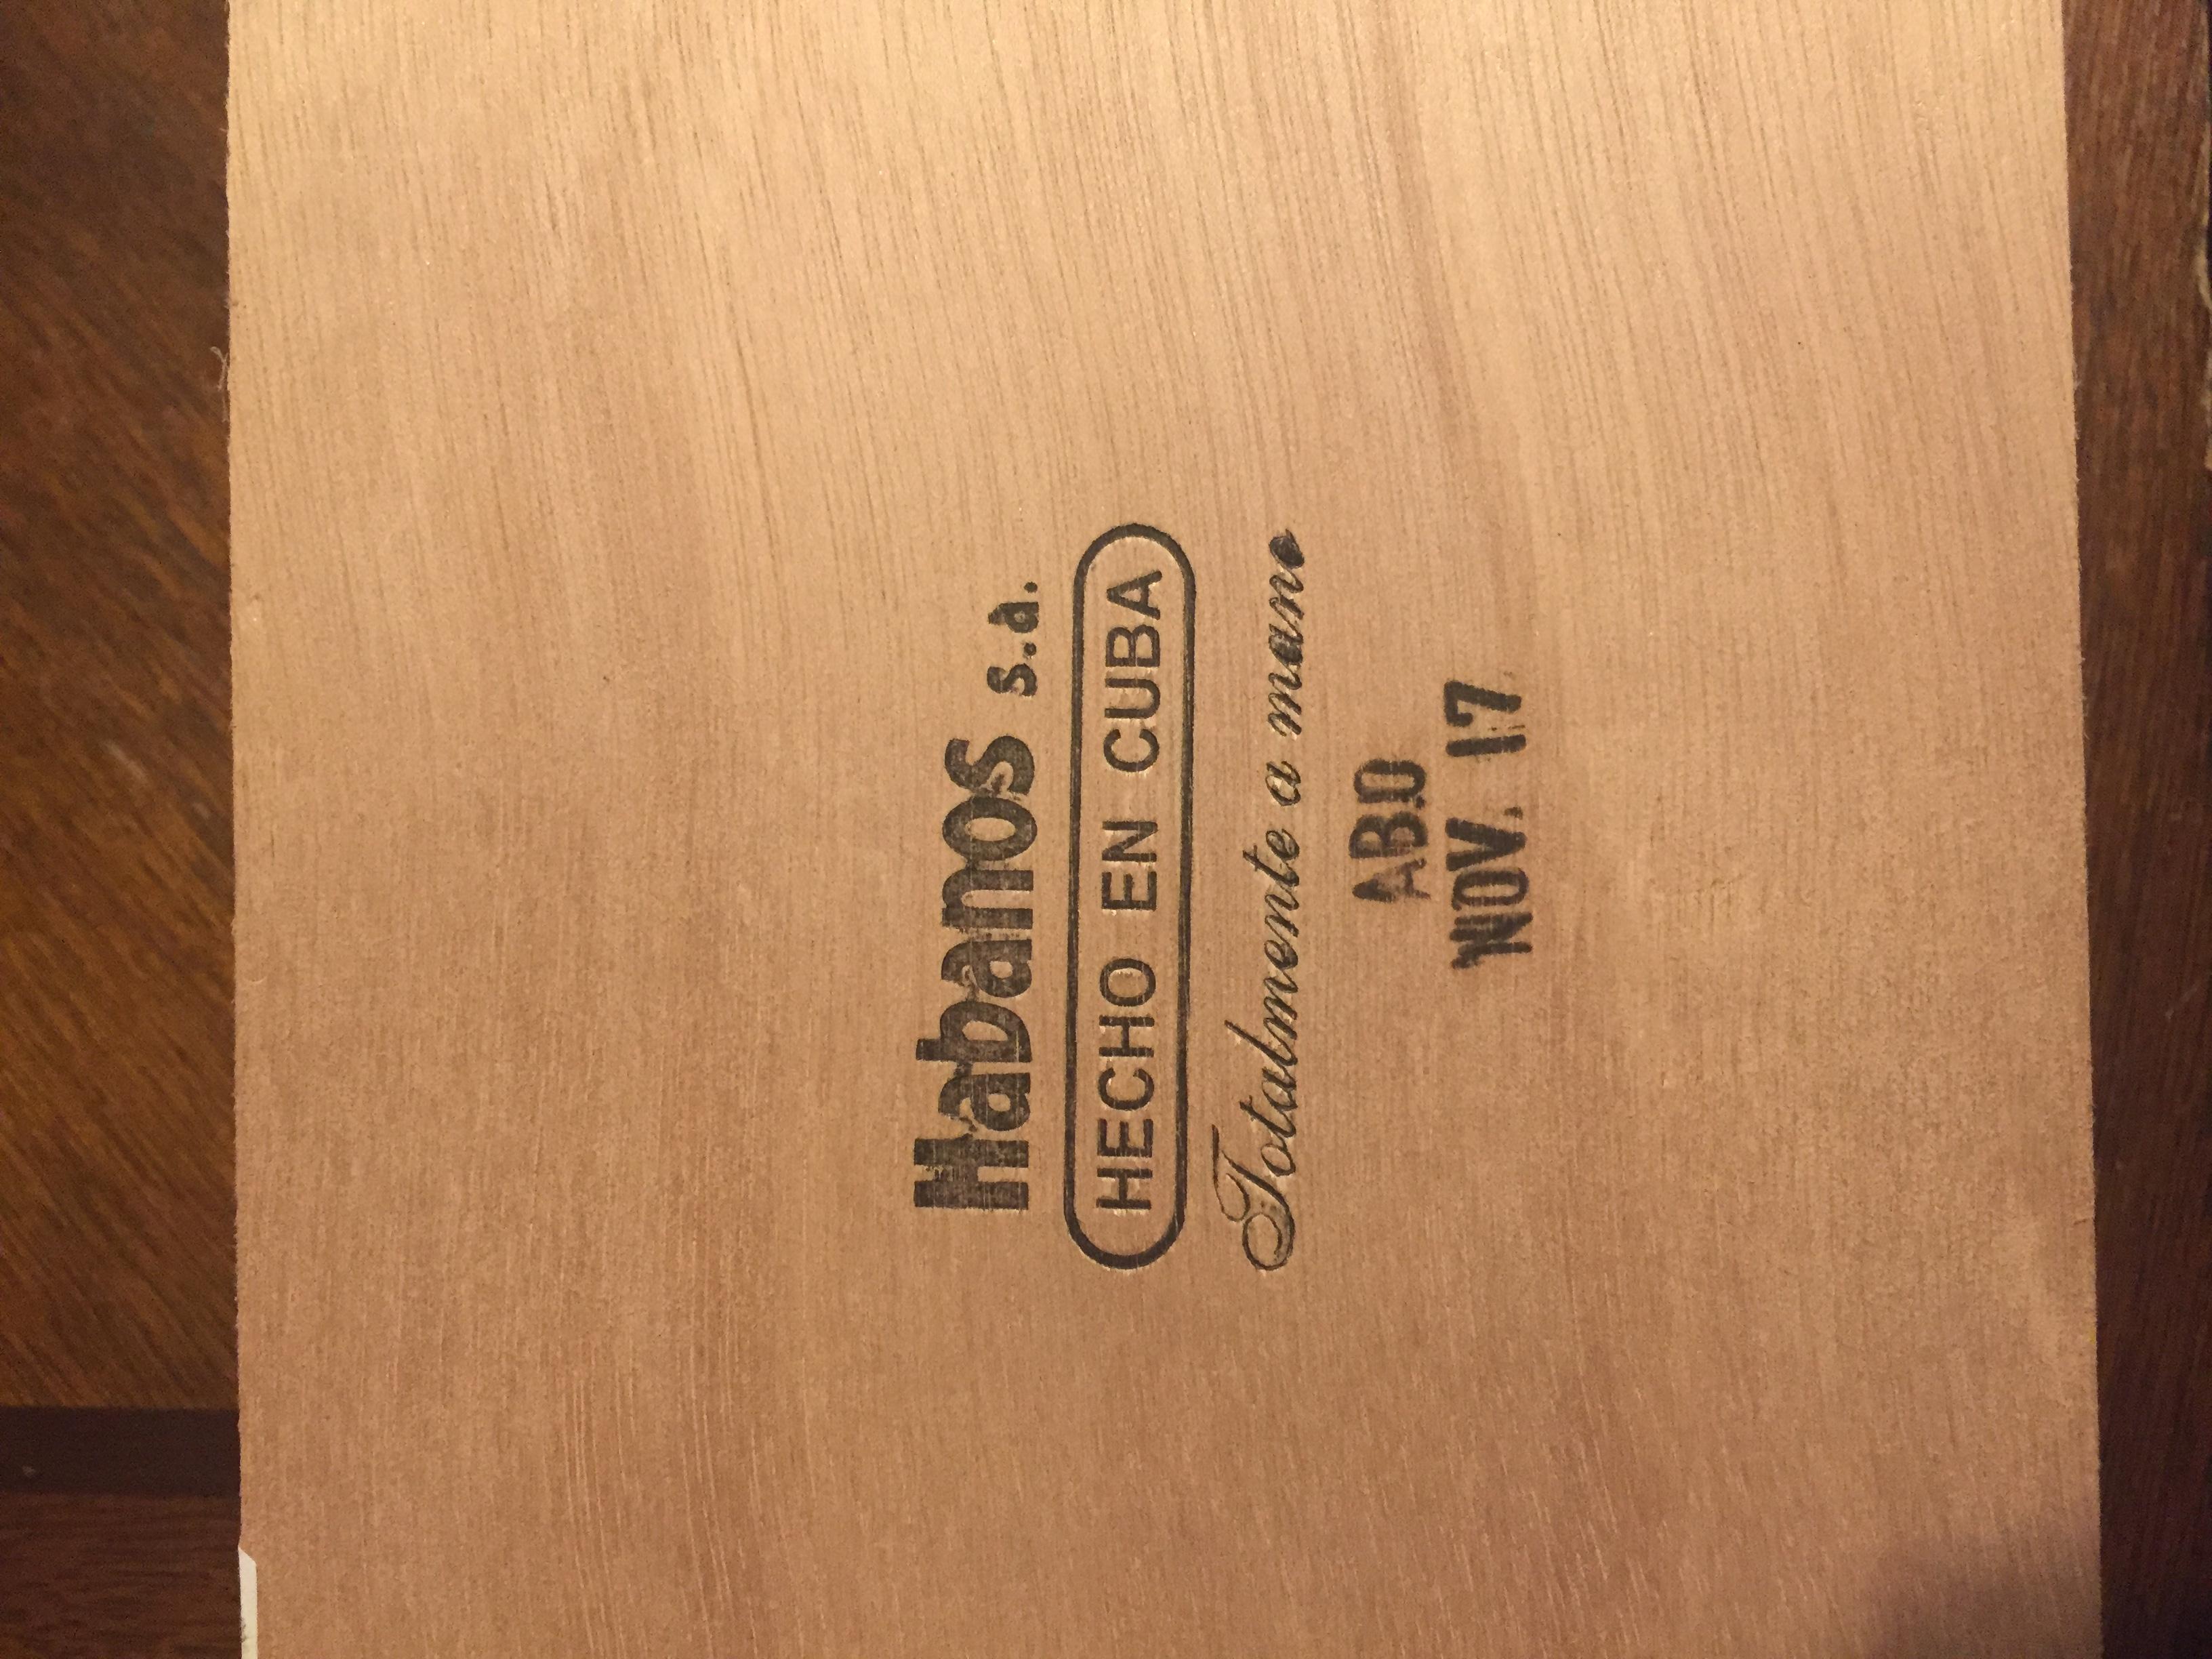 Habanos s.a.
HECHO EN CUBA
Totalmente a mano
ABO
NOV. 17